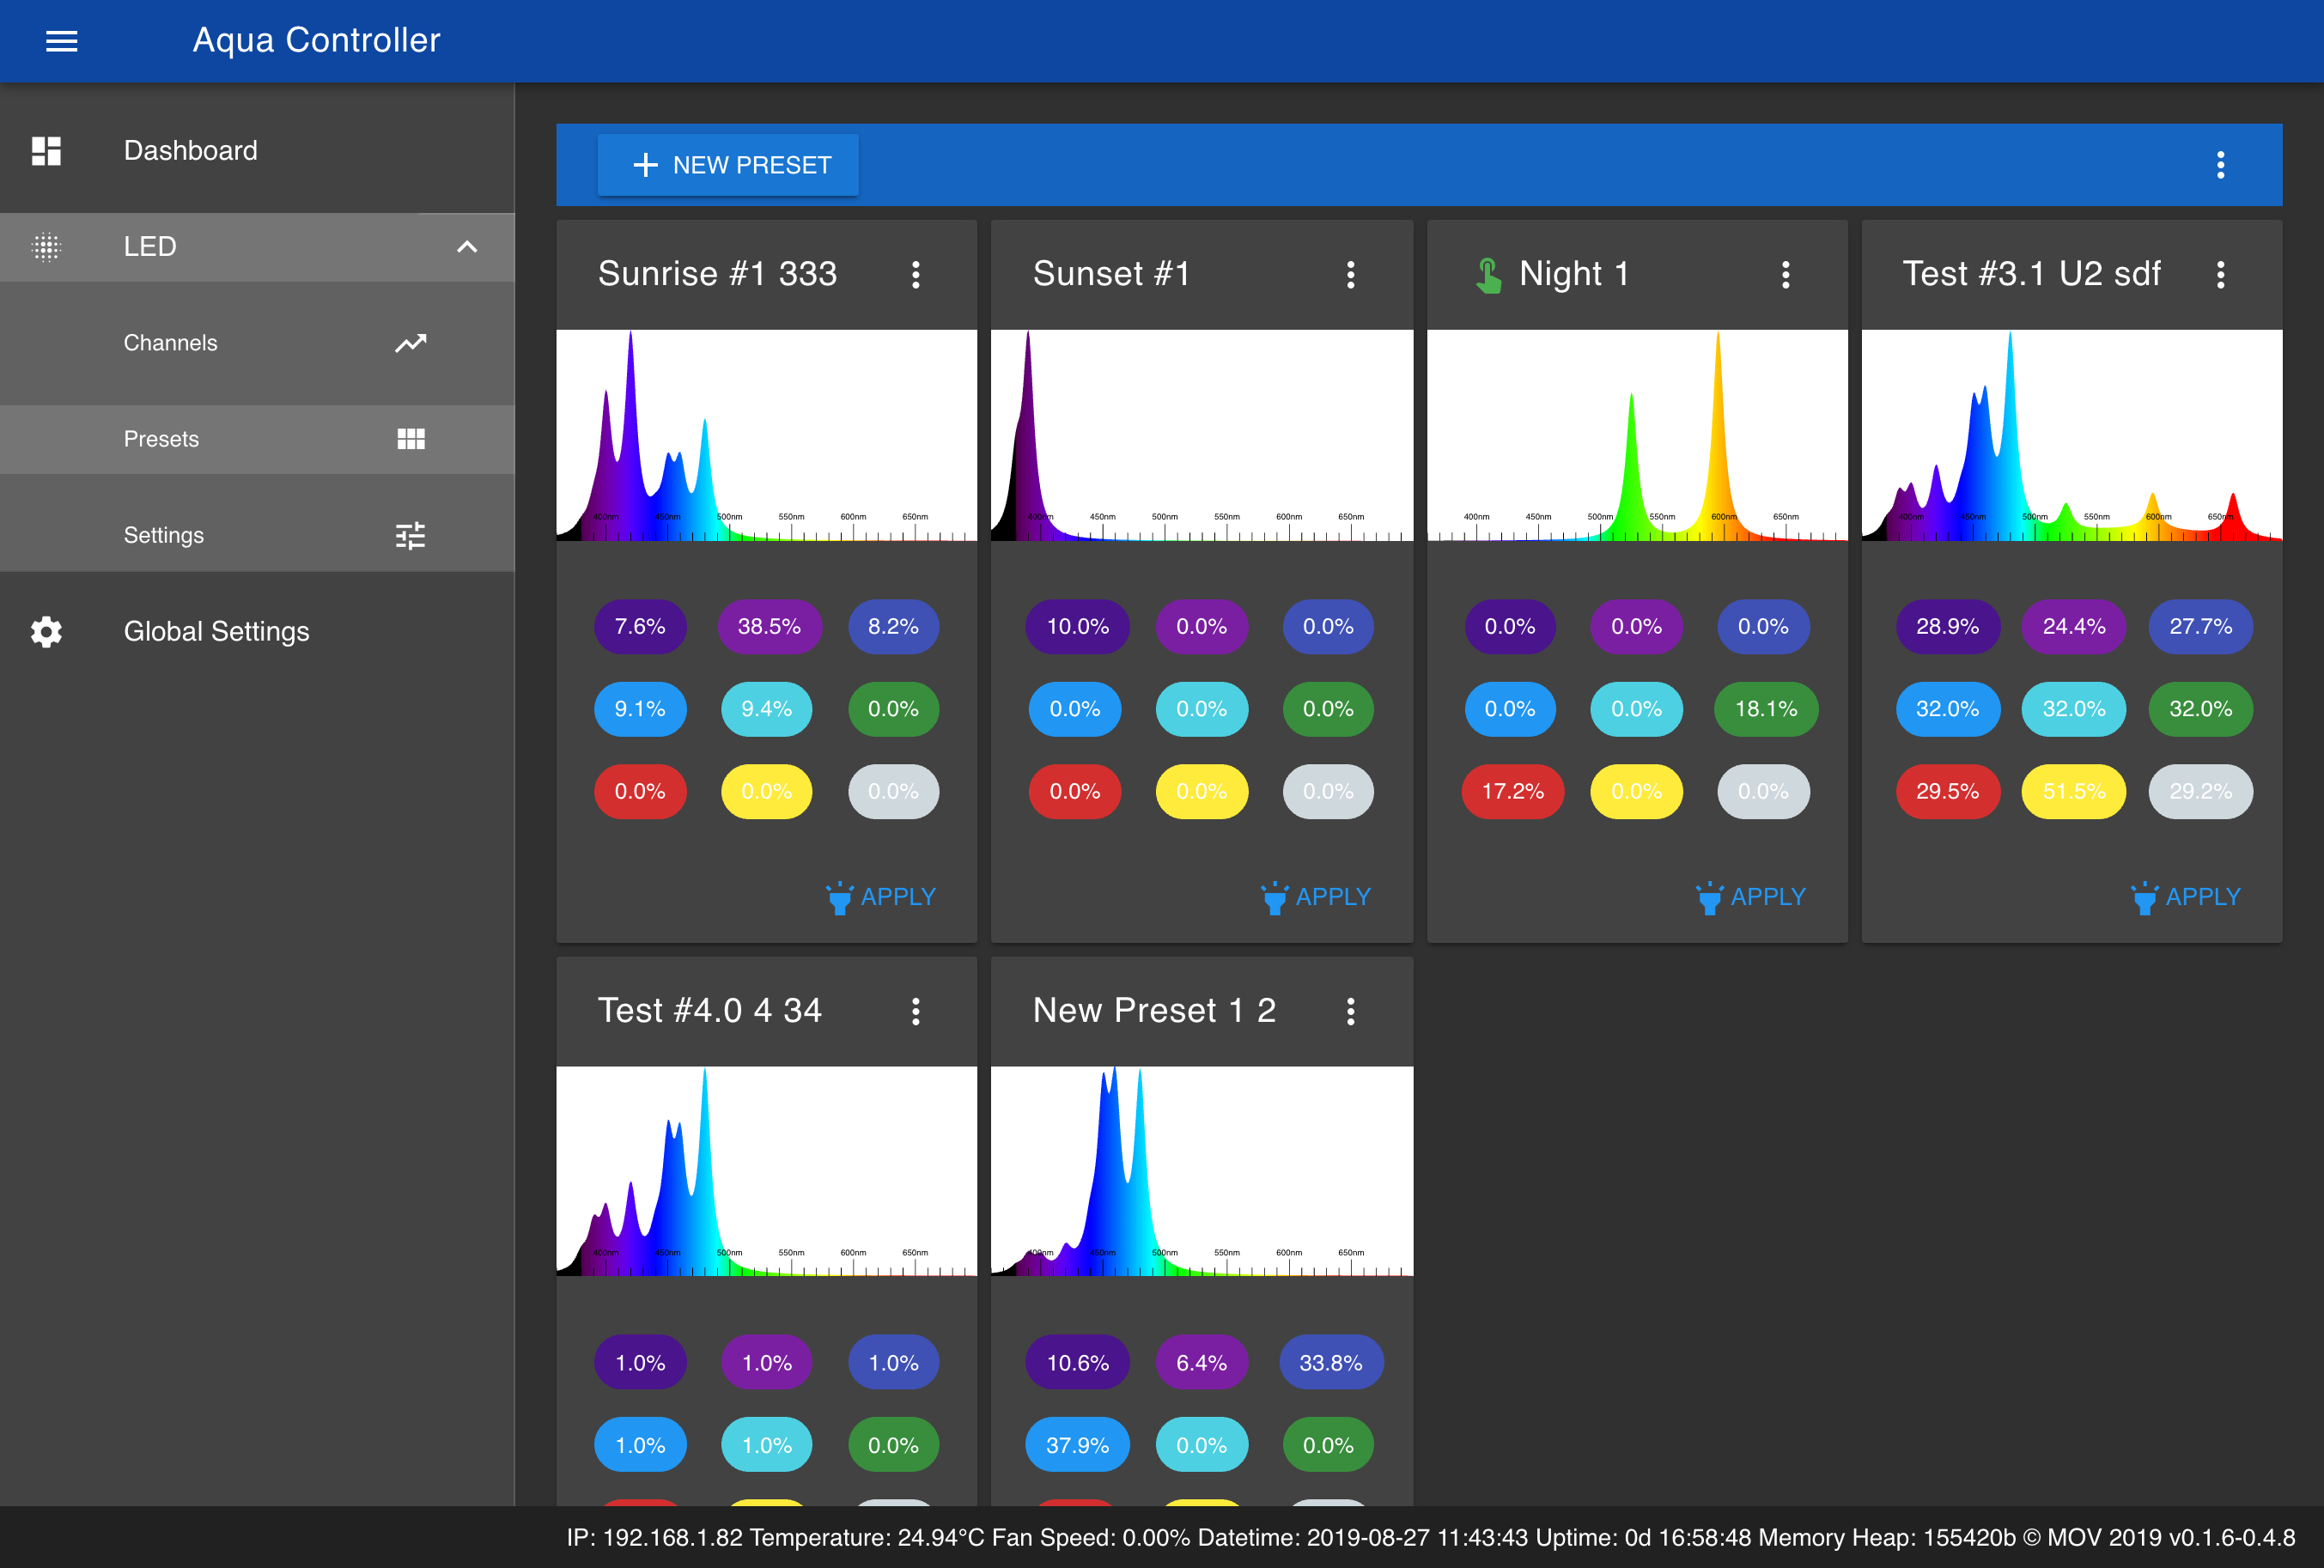 Aqua Controller
Dashboard
LED
Channels
Presets
Settings
Global Settings
NEW PRESET
Sunrise #1 333
400nm 450nm 500nm 550nm 600nm 650nm
7.6% 38.5% 8.2%
9.1% 9.4% 0.0%
0.0% 0.0% 0.0%
APPLY
Sunset #1
400nm 450nm 500nm 550nm 600nm 650nm
10.0% 0.0% 0.0%
0.0% 0.0% 0.0%
0.0% 0.0% 0.0%
APPLY
Night 1
400nm 450nm 500nm 550nm 600nm 650nm
0.0% 0.0% 0.0%
0.0% 0.0% 18.1%
17.2% 0.0% 0.0%
APPLY
Test #3.1 U2 sdf
400nm 450nm 500nm 550nm 600nm 650nm
28.9% 24.4% 27.7%
32.0% 32.0% 32.0%
29.5% 51.5% 29.2%
APPLY
Test #4.0 4 34
400nm 450nm 500nm 550nm 600nm 650nm
1.0% 1.0% 1.0%
1.0% 1.0% 0.0%
New Preset 1 2
400nm 450nm 500nm 550nm 600nm 650nm
10.6% 6.4% 33.8%
37.9% 0.0% 0.0%
IP: 192.168.1.82 Temperature: 24.94°C Fan Speed: 0.00% Datetime: 2019-08-27 11:43:43 Uptime: 0d 16:58:48 Memory Heap: 155420b © MOV 2019 v0.1.6-0.4.8